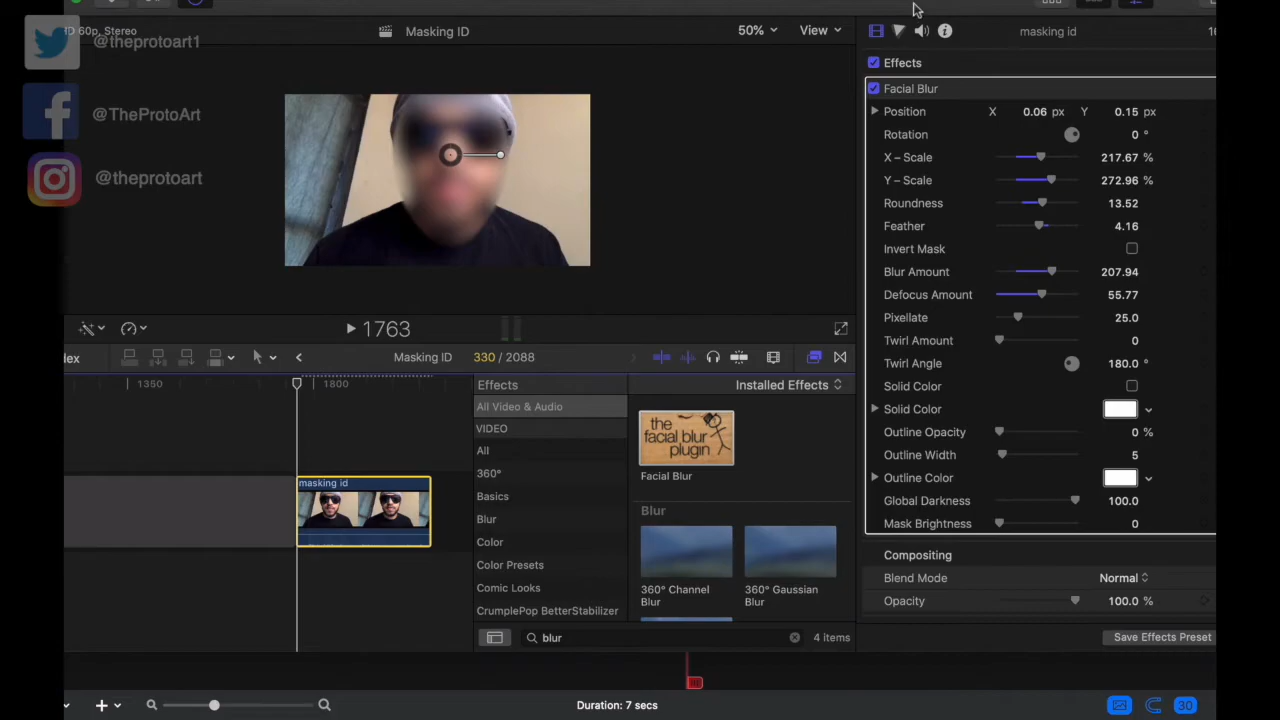 HD 60p, Stereo
Masking ID
50%
View
masking id
@theprotoart1
@TheProtoArt
@theprotoart
Effects
Facial Blur
Position X 0.06 px Y 0.15 px
Rotation 0 °
X – Scale 217.67 %
Y – Scale 272.96 %
Roundness 13.52
Feather 4.16
Invert Mask
Blur Amount 207.94
Defocus Amount 55.77
Pixellate 25.0
Twirl Amount 0
Twirl Angle 180.0 °
Solid Color
Solid Color
Outline Opacity 0 %
Outline Width 5
Outline Color
Global Darkness 100.0
Mask Brightness 0
Compositing
Blend Mode Normal
Opacity 100.0 %
Save Effects Preset
1763
dex
Masking ID 330 / 2088
1350
1800
masking id
Effects
Installed Effects
All Video & Audio
VIDEO
All
360°
Basics
Blur
Color
Color Presets
Comic Looks
CrumplePop BetterStabilizer
the
facial blur
plugin
Facial Blur
Blur
360° Channel
Blur
360° Gaussian
Blur
blur
4 items
Duration: 7 secs
30